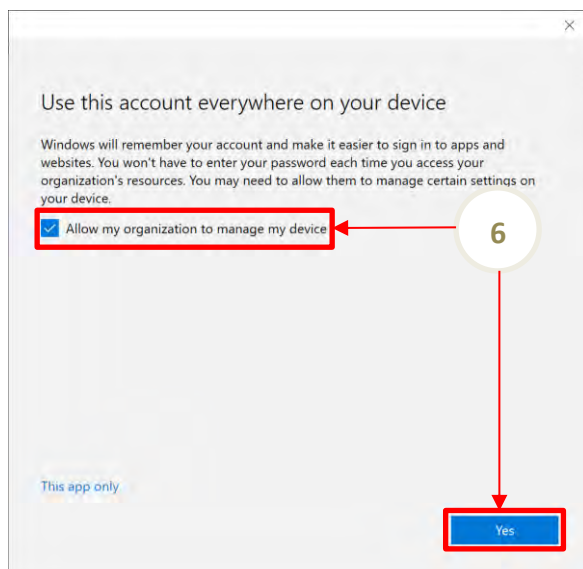 Use this account everywhere on your device
Windows will remember your account and make it easier to sign in to apps and
websites. You won't have to enter your password each time you access your
organization's resources. You may need to allow them to manage certain settings on
your device.
Allow my organization to manage my device
6
This app only
Yes